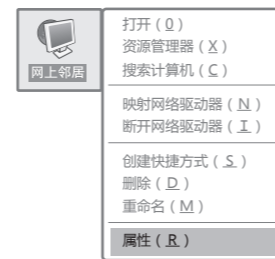 网上邻居
打开(0)
资源管理器(X)
搜索计算机(C)
映射网络驱动器(N)
断开网络驱动器(I)
创建快捷方式(S)
删除(D)
重命名(M)
属性(R)